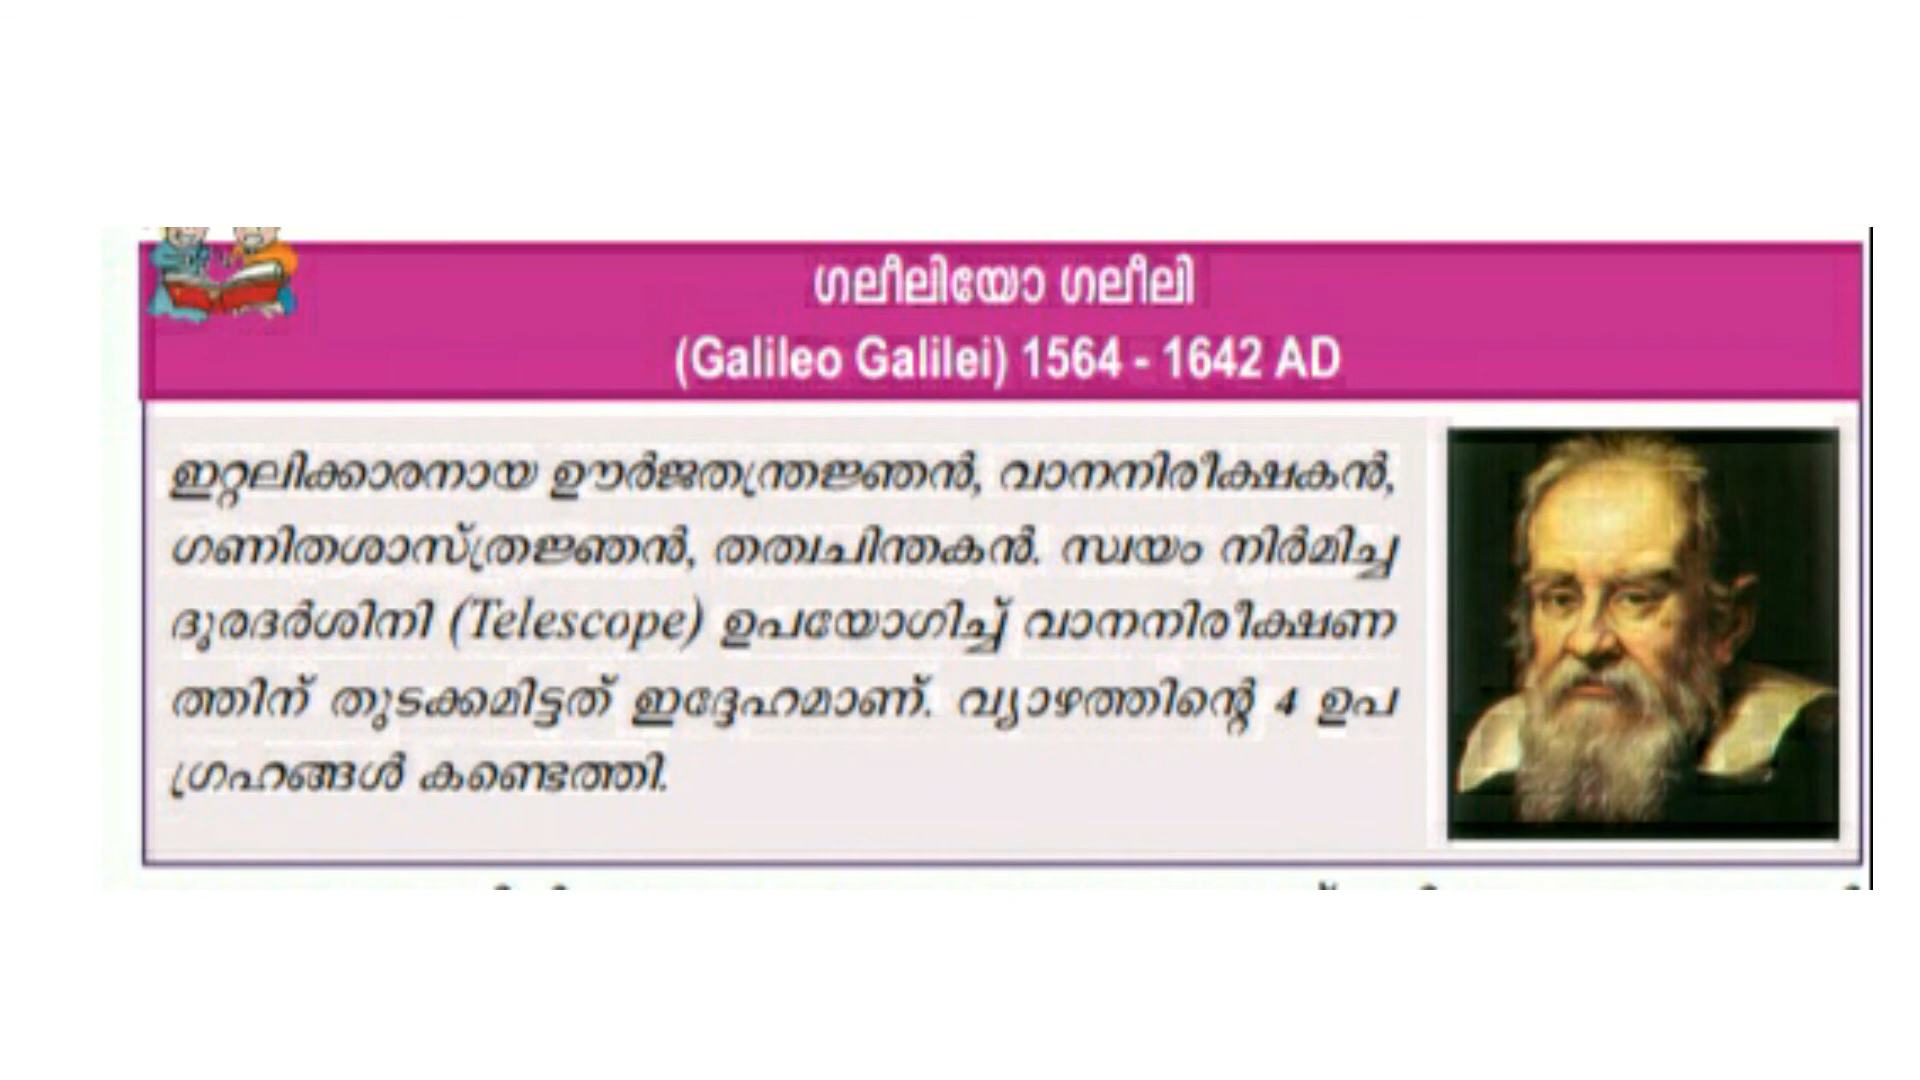 ഗലീലിയോ ഗലീലി
(Galileo Galilei) 1564 - 1642 AD
ഇറ്റലിക്കാരനായ ഊർജതന്ത്രജ്ഞൻ, വാനനിരീക്ഷകൻ,
ഗണിതശാസ്ത്രജ്ഞൻ, തത്വചിന്തകൻ. സ്വയം നിർമിച്ച
ദൂരദർശിനി (Telescope) ഉപയോഗിച്ച് വാനനിരീക്ഷണ
ത്തിന് തുടക്കമിട്ടത് ഇദ്ദേഹമാണ്. വ്യാഴത്തിന്റെ 4 ഉപ
ഗ്രഹങ്ങൾ കണ്ടെത്തി.